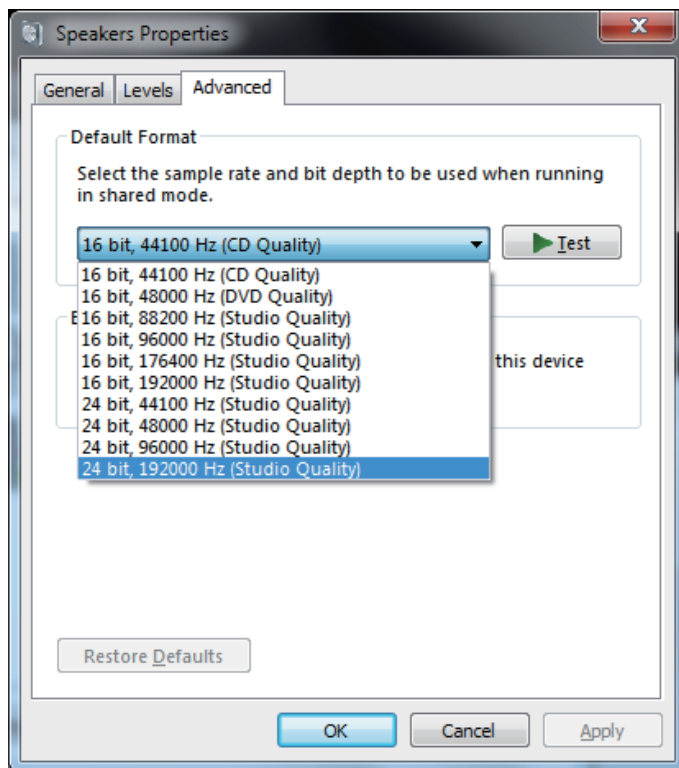 Speakers Properties
General Levels Advanced
Default Format
Select the sample rate and bit depth to be used when running
in shared mode.
16 bit, 44100 Hz (CD Quality) Test
16 bit, 44100 Hz (CD Quality)
16 bit, 48000 Hz (DVD Quality)
E 16 bit, 88200 Hz (Studio Quality)
16 bit, 96000 Hz (Studio Quality)
16 bit, 176400 Hz (Studio Quality) this device
16 bit, 192000 Hz (Studio Quality)
24 bit, 44100 Hz (Studio Quality)
24 bit, 48000 Hz (Studio Quality)
24 bit, 96000 Hz (Studio Quality)
24 bit, 192000 Hz (Studio Quality)
Restore Defaults
OK Cancel Apply